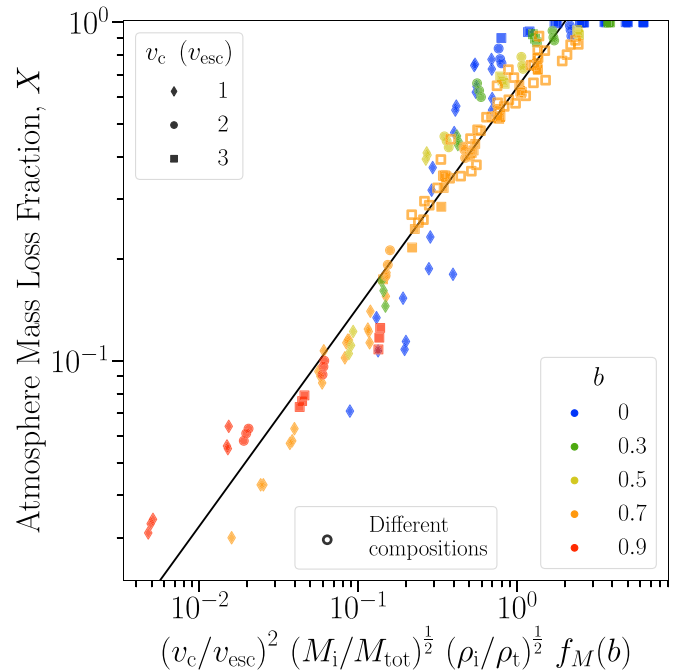 Atmosphere Mass Loss Fraction, X
10⁰
10⁻¹
v_c (v_esc)
1
2
3
b
0
0.3
0.5
0.7
0.9
Different
compositions
10⁻² 10⁻¹ 10⁰
(v_c/v_esc)² (M_i/M_tot)^½ (ρ_i/ρ_t)^½ f_M(b)